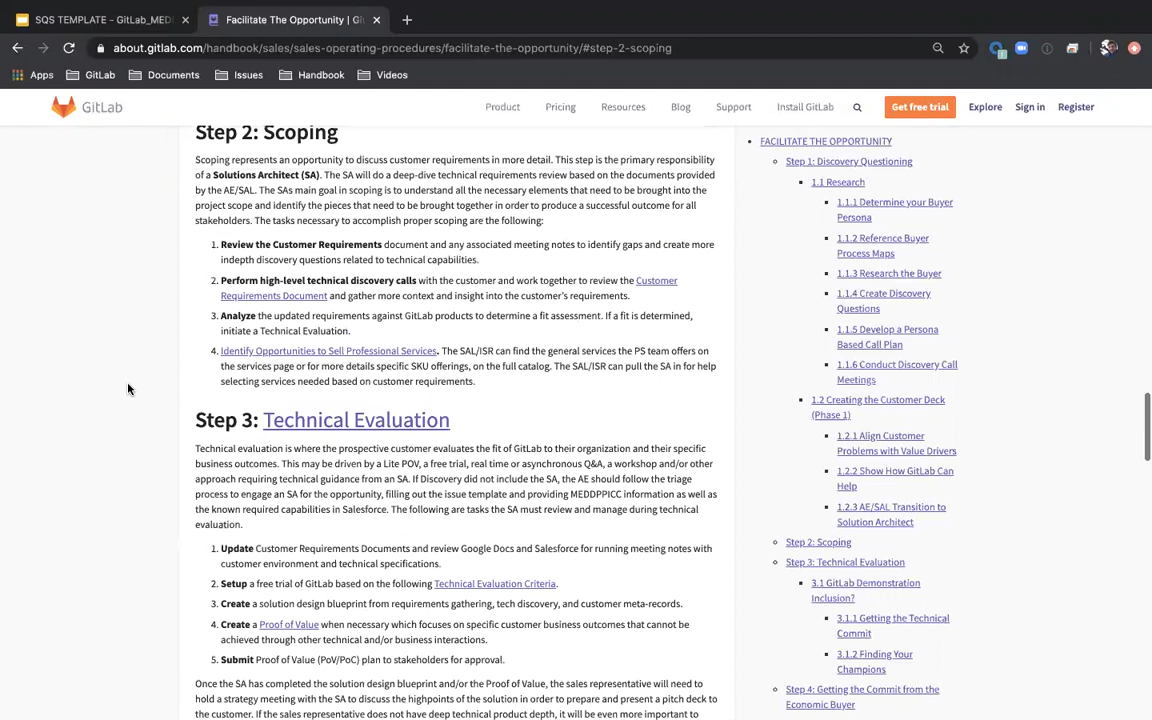 SQS TEMPLATE – GitLab_MED
Facilitate The Opportunity | Gi
about.gitlab.com/handbook/sales/sales-operating-procedures/facilitate-the-opportunity/#step-2-scoping
Apps GitLab Documents Issues Handbook Videos
GitLab Product Pricing Resources Blog Support Install GitLab Get free trial Explore Sign in Register
Step 2: Scoping
Scoping represents an opportunity to discuss customer requirements in more detail. This step is the primary responsibility
of a Solutions Architect (SA). The SA will do a deep-dive technical requirements review based on the documents provided
by the AE/SAL. The SAs main goal in scoping is to understand all the necessary elements that need to be brought into the
project scope and identify the pieces that need to be brought together in order to produce a successful outcome for all
stakeholders. The tasks necessary to accomplish proper scoping are the following:
1. Review the Customer Requirements document and any associated meeting notes to identify gaps and create more
indepth discovery questions related to technical capabilities.
2. Perform high-level technical discovery calls with the customer and work together to review the Customer
Requirements Document and gather more context and insight into the customer's requirements.
3. Analyze the updated requirements against GitLab products to determine a fit assessment. If a fit is determined,
initiate a Technical Evaluation.
4. Identify Opportunities to Sell Professional Services. The SAL/ISR can find the general services the PS team offers on
the services page or for more details specific SKU offerings, on the full catalog. The SAL/ISR can pull the SA in for help
selecting services needed based on customer requirements.
Step 3: Technical Evaluation
Technical evaluation is where the prospective customer evaluates the fit of GitLab to their organization and their specific
business outcomes. This may be driven by a Lite POV, a free trial, real time or asynchronous Q&A, a workshop and/or other
approach requiring technical guidance from an SA. If Discovery did not include the SA, the AE should follow the triage
process to engage an SA for the opportunity, filling out the issue template and providing MEDDPPICC information as well as
the known required capabilities in Salesforce. The following are tasks the SA must review and manage during technical
evaluation.
1. Update Customer Requirements Documents and review Google Docs and Salesforce for running meeting notes with
customer environment and technical specifications.
2. Setup a free trial of GitLab based on the following Technical Evaluation Criteria.
3. Create a solution design blueprint from requirements gathering, tech discovery, and customer meta-records.
4. Create a Proof of Value when necessary which focuses on specific customer business outcomes that cannot be
achieved through other technical and/or business interactions.
5. Submit Proof of Value (PoV/PoC) plan to stakeholders for approval.
Once the SA has completed the solution design blueprint and/or the Proof of Value, the sales representative will need to
hold a strategy meeting with the SA to discuss the highpoints of the solution in order to prepare and present a pitch deck to
the customer. If the sales representative does not have deep technical product depth, it will be even more important to
FACILITATE THE OPPORTUNITY
Step 1: Discovery Questioning
1.1 Research
1.1.1 Determine your Buyer
Persona
1.1.2 Reference Buyer
Process Maps
1.1.3 Research the Buyer
1.1.4 Create Discovery
Questions
1.1.5 Develop a Persona
Based Call Plan
1.1.6 Conduct Discovery Call
Meetings
1.2 Creating the Customer Deck
(Phase 1)
1.2.1 Align Customer
Problems with Value Drivers
1.2.2 Show How GitLab Can
Help
1.2.3 AE/SAL Transition to
Solution Architect
Step 2: Scoping
Step 3: Technical Evaluation
3.1 GitLab Demonstration
Inclusion?
3.1.1 Getting the Technical
Commit
3.1.2 Finding Your
Champions
Step 4: Getting the Commit from the
Economic Buyer